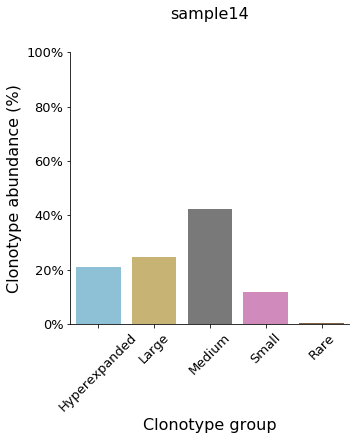 sample14
Clonotype abundance (%)
100%
80%
60%
40%
20%
0%
Hyperexpanded
Large
Medium
Small
Rare
Clonotype group